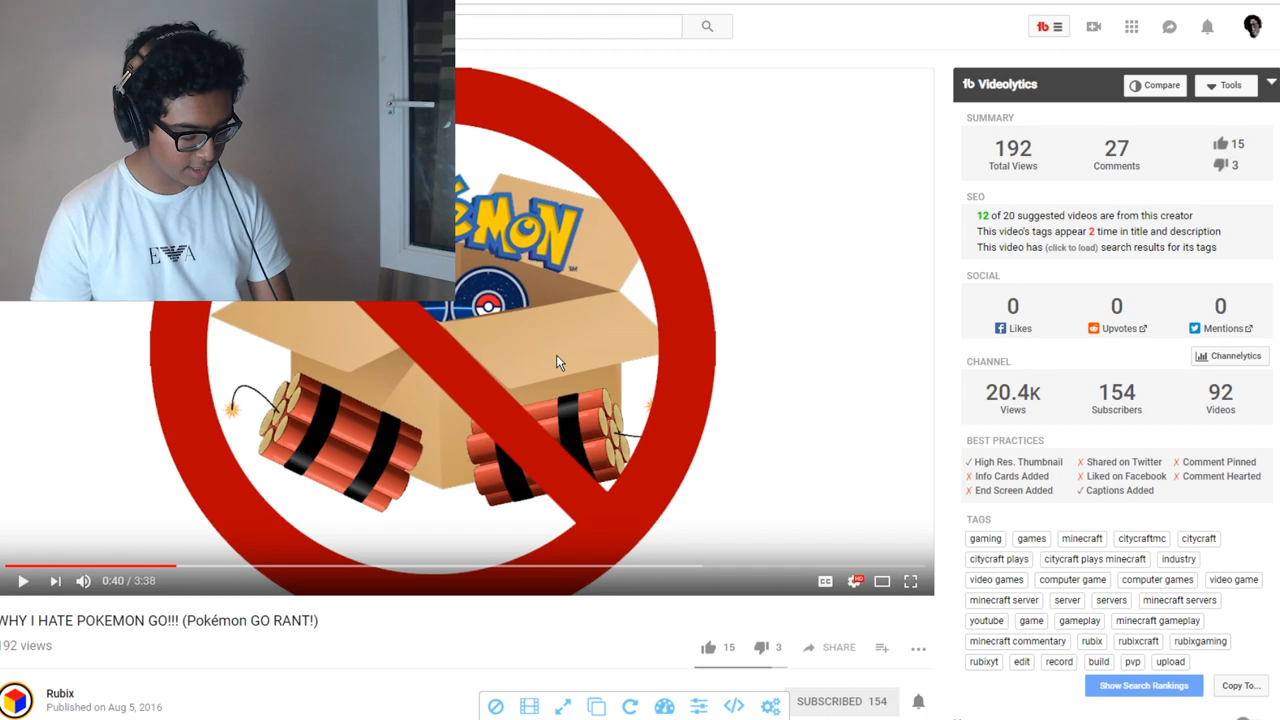 Videolytics
Compare
Tools
SUMMARY
192
Total Views
27
Comments
15
3
SEO
12 of 20 suggested videos are from this creator
This video's tags appear 2 time in title and description
This video has (click to load) search results for its tags
SOCIAL
0
Likes
0
Upvotes
0
Mentions
CHANNEL
Channelytics
20.4K
Views
154
Subscribers
92
Videos
BEST PRACTICES
✓ High Res. Thumbnail ✗ Shared on Twitter ✗ Comment Pinned
✗ Info Cards Added ✗ Liked on Facebook ✗ Comment Hearted
✗ End Screen Added ✓ Captions Added
TAGS
gaming games minecraft citycraftmc citycraft
citycraft plays citycraft plays minecraft industry
video games computer game computer games video game
minecraft server server servers minecraft servers
youtube game gameplay minecraft gameplay
minecraft commentary rubix rubixcraft rubixgaming
rubixyt edit record build pvp upload
Show Search Rankings
Copy To...
éMON
TM
E A
CC
HD
0:40 / 3:38
WHY I HATE POKEMON GO!!! (Pokémon GO RANT!)
192 views
15
3
SHARE
Rubix
Published on Aug 5, 2016
SUBSCRIBED 154